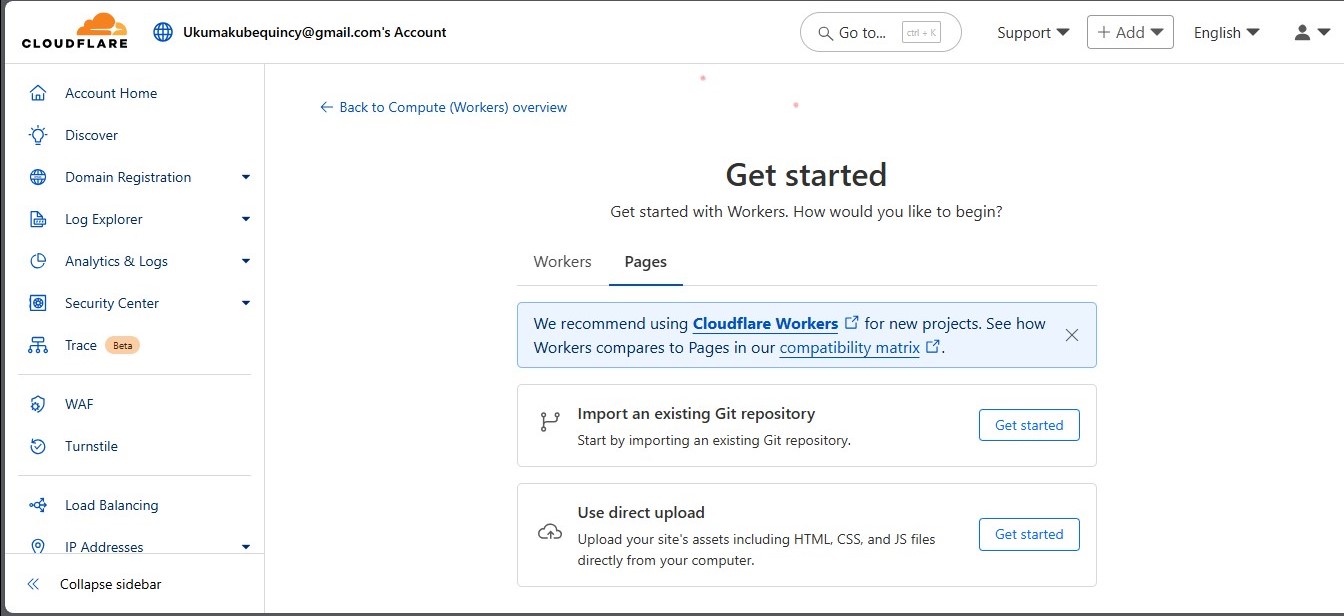 CLOUDFLARE
Ukumakubequincy@gmail.com's Account
Go to...
ctrl + K
Support
+ Add
English
Account Home
Discover
Domain Registration
Log Explorer
Analytics & Logs
Security Center
Trace Beta
WAF
Turnstile
Load Balancing
IP Addresses
Collapse sidebar
Back to Compute (Workers) overview
Get started
Get started with Workers. How would you like to begin?
Workers Pages
We recommend using Cloudflare Workers for new projects. See how
Workers compares to Pages in our compatibility matrix .
Import an existing Git repository
Start by importing an existing Git repository.
Get started
Use direct upload
Upload your site's assets including HTML, CSS, and JS files
directly from your computer.
Get started